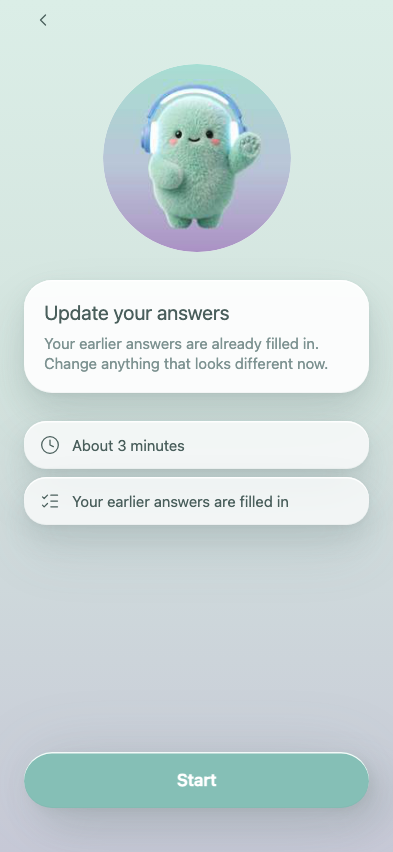 Update your answers
Your earlier answers are already filled in.
Change anything that looks different now.
About 3 minutes
Your earlier answers are filled in
Start